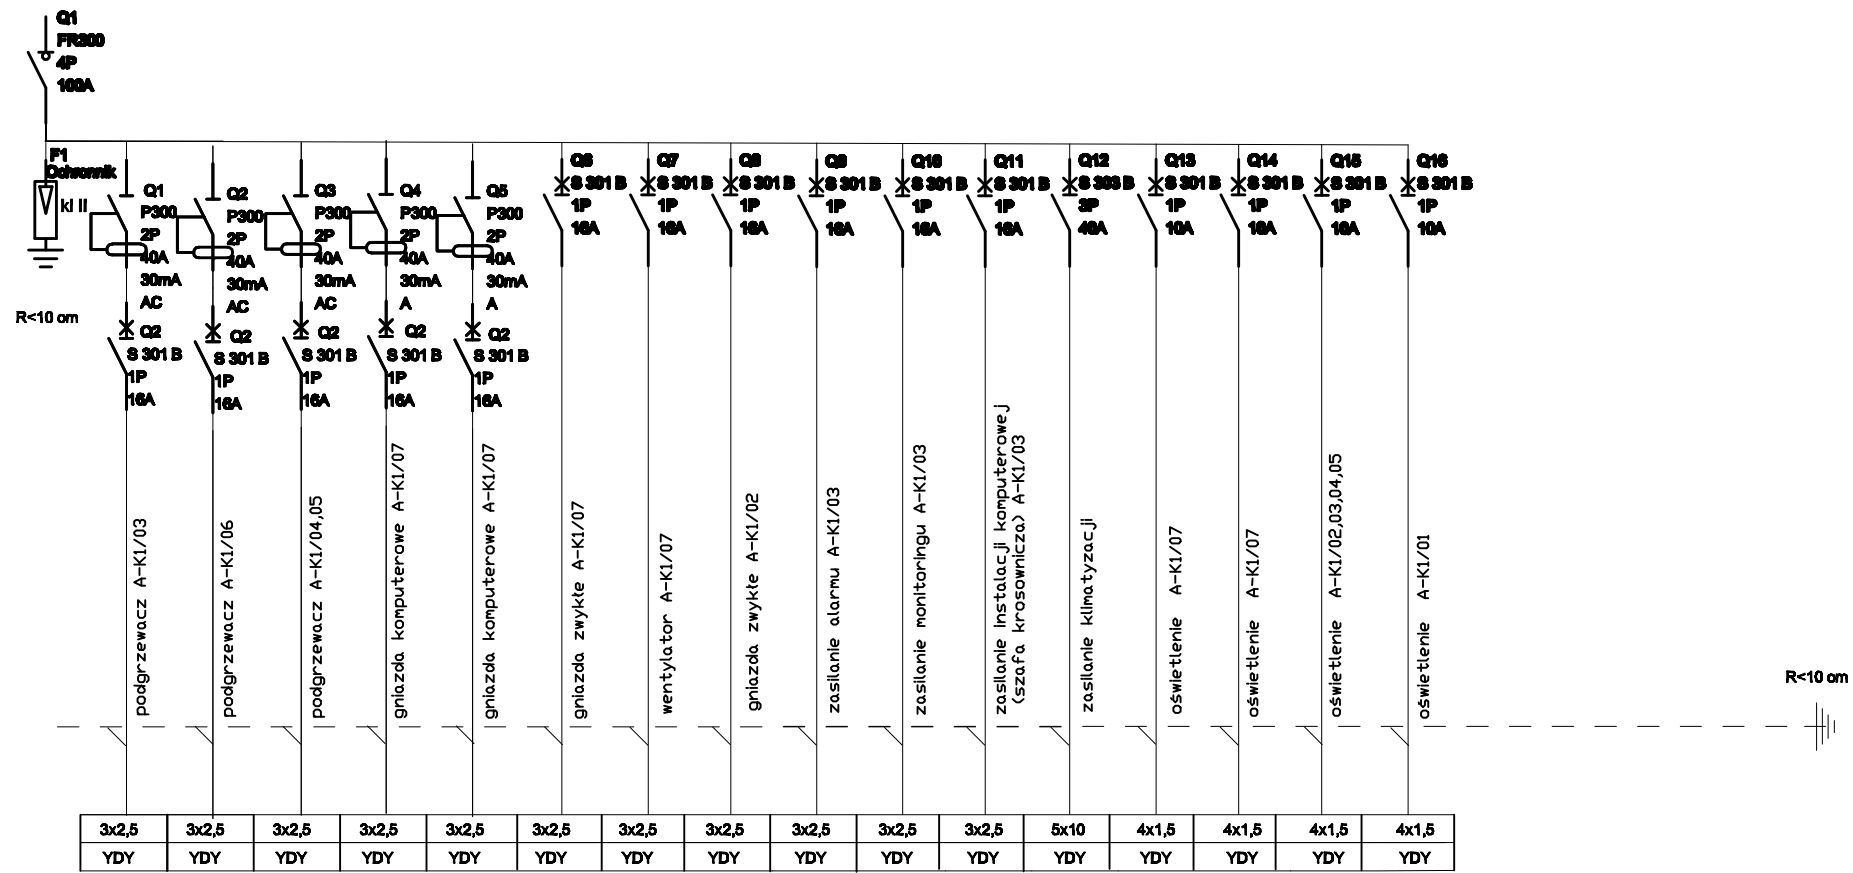 Q1
FR300
4P
100A
F1
Ochronnik
kl II
R<10 om
Q1
P300
2P
40A
30mA
AC
Q2
S 301 B
1P
16A
podgrzewacz A-K1/03
Q2
P300
2P
40A
30mA
AC
Q2
S 301 B
1P
16A
podgrzewacz A-K1/06
Q3
P300
2P
40A
30mA
AC
Q2
S 301 B
1P
16A
podgrzewacz A-K1/04,05
Q4
P300
2P
40A
30mA
A
Q2
S 301 B
1P
16A
gniazda komputerowe A-K1/07
Q5
P300
2P
40A
30mA
A
Q2
S 301 B
1P
16A
gniazda komputerowe A-K1/07
Q6
S 301 B
1P
16A
gniazda zwykłe A-K1/07
Q7
S 301 B
1P
16A
wentylator A-K1/07
Q8
S 301 B
1P
16A
gniazda zwykłe A-K1/02
Q9
S 301 B
1P
16A
zasilanie alarmu A-K1/03
Q10
S 301 B
1P
16A
zasilanie monitoringu A-K1/03
Q11
S 301 B
1P
16A
zasilanie instalacji komputerowej
(szafa krosownicza) A-K1/03
Q12
S 303 B
3P
40A
zasilanie klimatyzacji
Q13
S 301 B
1P
10A
oświetlenie A-K1/07
Q14
S 301 B
1P
10A
oświetlenie A-K1/07
Q15
S 301 B
1P
10A
oświetlenie A-K1/02,03,04,05
Q16
S 301 B
1P
10A
oświetlenie A-K1/01
R<10 om
3x2,5 3x2,5 3x2,5 3x2,5 3x2,5 3x2,5 3x2,5 3x2,5 3x2,5 3x2,5 3x2,5 5x10 4x1,5 4x1,5 4x1,5 4x1,5
YDY YDY YDY YDY YDY YDY YDY YDY YDY YDY YDY YDY YDY YDY YDY YDY